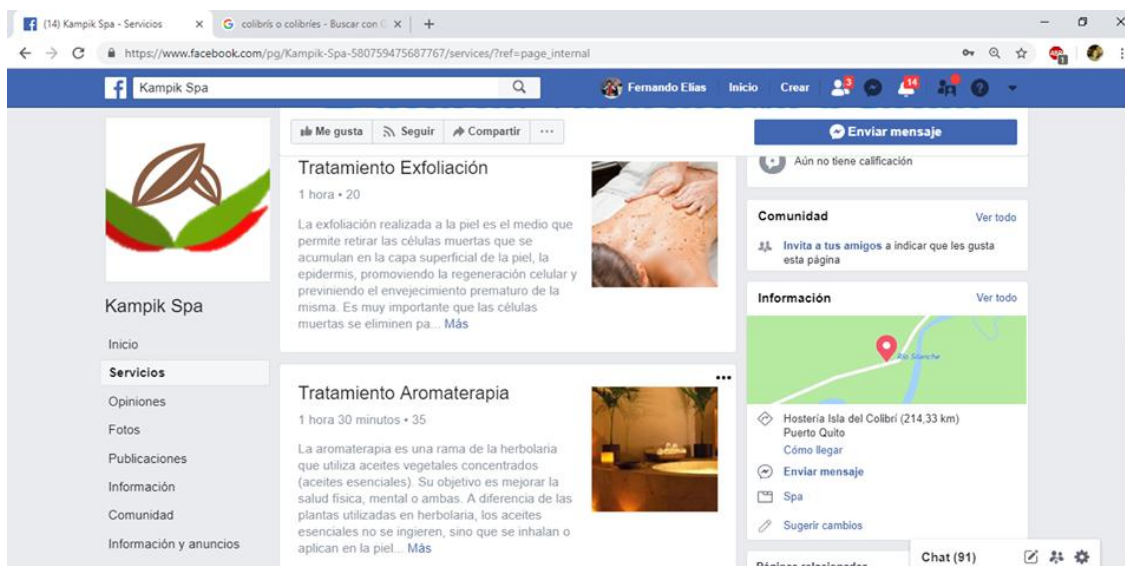 (14) Kampik Spa - Servicios
colibrís o colibríes - Buscar con G
https://www.facebook.com/pg/Kampik-Spa-580759475687767/services/?ref=page_internal
Kampik Spa
Fernando Elias
Inicio
Crear
3
14
Me gusta
Seguir
Compartir
Enviar mensaje
Kampik Spa
Inicio
Servicios
Opiniones
Fotos
Publicaciones
Información
Comunidad
Información y anuncios
Tratamiento Exfoliación
1 hora • 20
La exfoliación realizada a la piel es el medio que
permite retirar las células muertas que se
acumulan en la capa superficial de la piel, la
epidermis, promoviendo la regeneración celular y
previniendo el envejecimiento prematuro de la
misma. Es muy importante que las células
muertas se eliminen pa... Más
Tratamiento Aromaterapia
1 hora 30 minutos • 35
La aromaterapia es una rama de la herbolaria
que utiliza aceites vegetales concentrados
(aceites esenciales). Su objetivo es mejorar la
salud física, mental o ambas. A diferencia de las
plantas utilizadas en herbolaria, los aceites
esenciales no se ingieren, sino que se inhalan o
aplican en la piel... Más
Aún no tiene calificación
Comunidad
Ver todo
Invita a tus amigos a indicar que les gusta
esta página
Información
Ver todo
Río Silanche
Hostería Isla del Colibrí (214,33 km)
Puerto Quito
Cómo llegar
Enviar mensaje
Spa
Sugerir cambios
Chat (91)